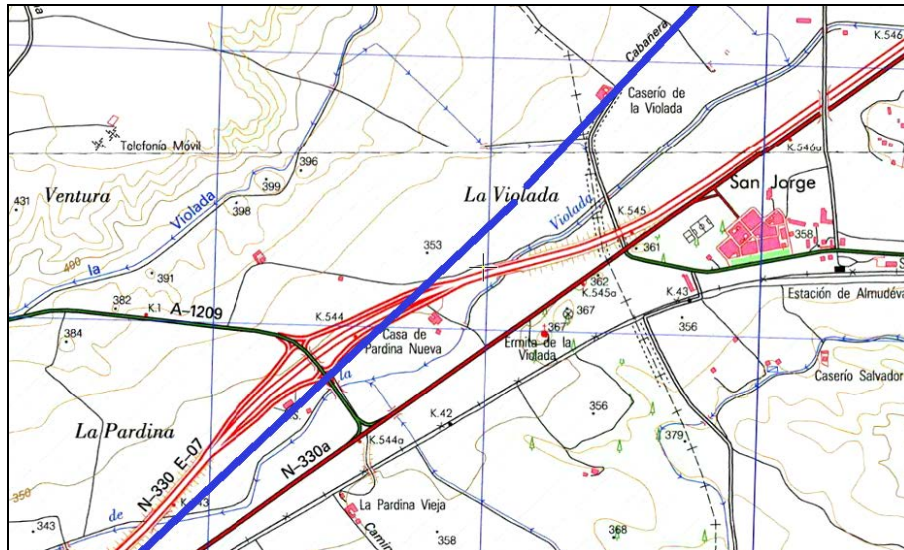 K.546
Cabañera
Caserío de
la Violada
Telefonía Móvil
K.546a
396
399
Ventura
La Violada
San Jorge
431
398
Violada
Violada
K.545
358
353
361
la
400
391
362
K.545a
K.43
Estación de Almudév
382
K.1
A-1209
K.544
367
367
356
384
Casa de
Pardina Nueva
Ermita de la
Violada
la
Caserío Salvador
La Pardina
K.42
356
379
K.544a
N-330 E-07
N-330a
350
La Pardina Vieja
343
de
Camin
358
368